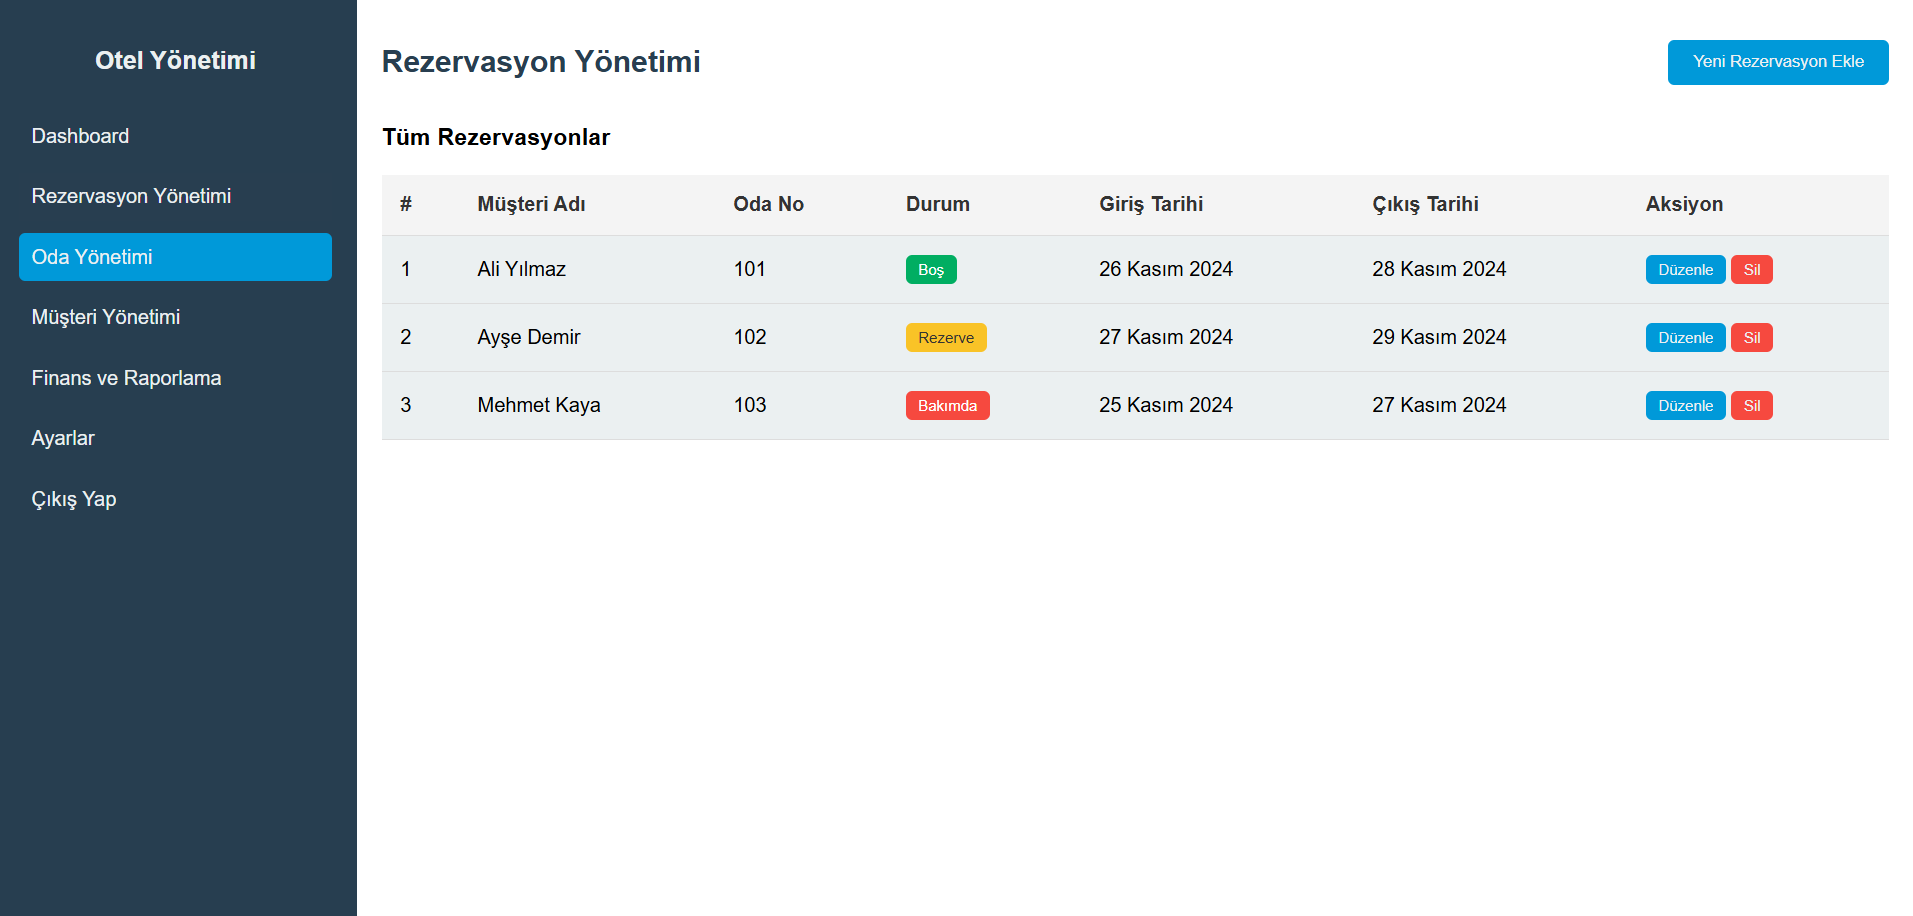 Otel Yönetimi
Dashboard
Rezervasyon Yönetimi
Oda Yönetimi
Müşteri Yönetimi
Finans ve Raporlama
Ayarlar
Çıkış Yap
Rezervasyon Yönetimi
Yeni Rezervasyon Ekle
Tüm Rezervasyonlar
# Müşteri Adı Oda No Durum Giriş Tarihi Çıkış Tarihi Aksiyon
1 Ali Yılmaz 101 Boş 26 Kasım 2024 28 Kasım 2024 Düzenle Sil
2 Ayşe Demir 102 Rezerve 27 Kasım 2024 29 Kasım 2024 Düzenle Sil
3 Mehmet Kaya 103 Bakımda 25 Kasım 2024 27 Kasım 2024 Düzenle Sil